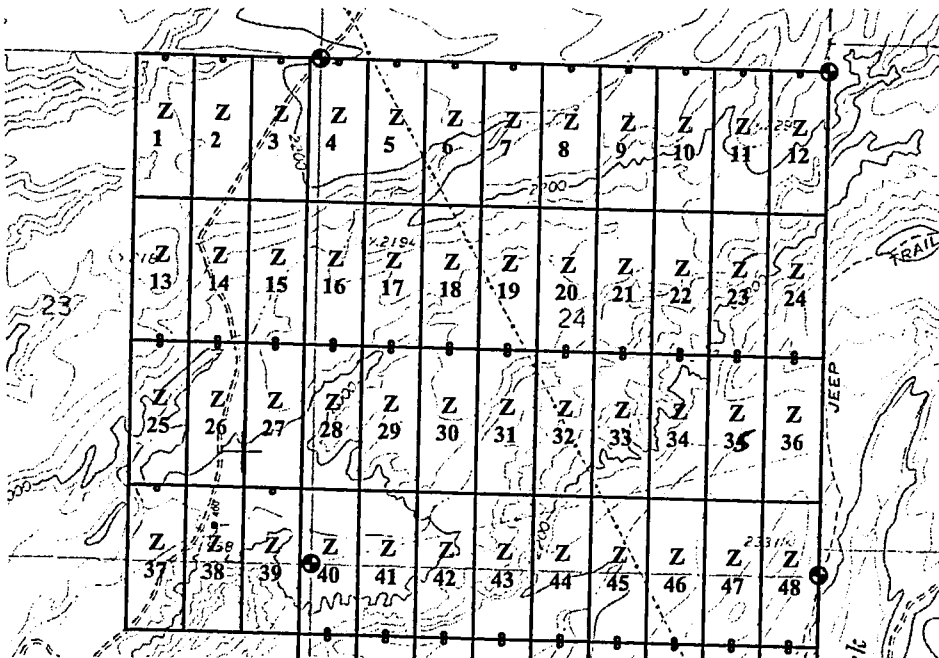 Z Z Z Z Z Z Z Z Z Z Z Z
1 2 3 4 5 6 7 8 9 10 11 12
2200
X 2194
TRAIL
Z Z Z Z Z Z Z Z Z Z Z Z
13 14 15 16 17 18 19 20 21 22 23 24
23
24
JEEP
Z Z Z Z Z Z Z Z Z Z Z Z
25 26 27 28 29 30 31 32 33 34 35 36
Z Z Z Z Z Z Z Z Z Z Z Z
37 38 39 40 41 42 43 44 45 46 47 48